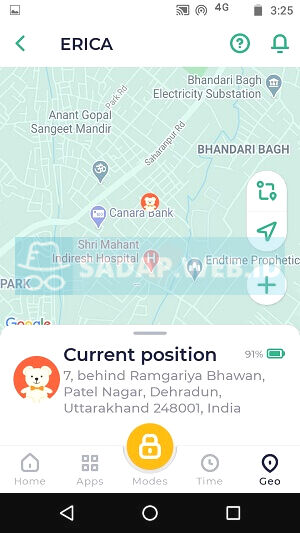 4G
3:25
ERICA
Bhandari Bagh
Electricity Substation
Park Rd
Anant Gopal
Sangeet Mandir
Saharanpur Rd
BHANDARI BAGH
Canara Bank
Shri Mahant
Indiresh Hospital
H
Endtime Prophetic
SADAP.WEB.ID
PARK
Google
Current position
91%
7, behind Ramgariya Bhawan,
Patel Nagar, Dehradun,
Uttarakhand 248001, India
Home
Apps
Modes
Time
Geo